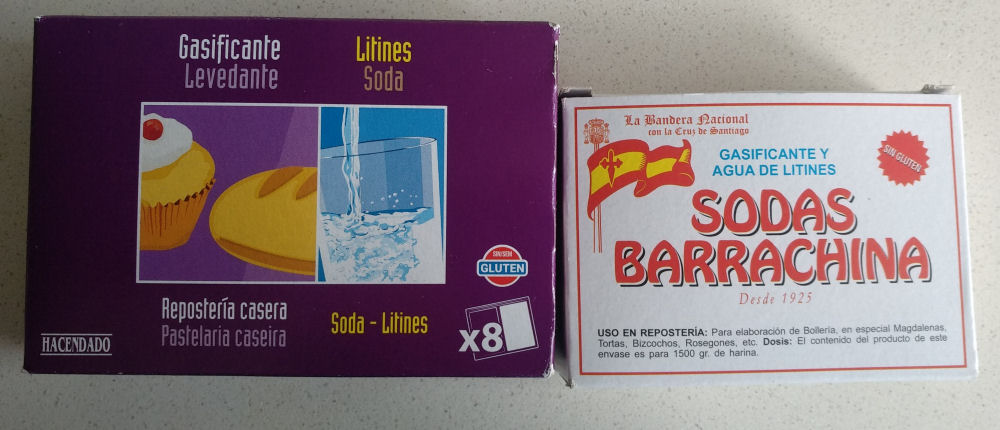 Gasificante
Levedante
Litines
Soda
SIN/SEM
GLUTEN
Repostería casera
Pastelaria caseira
Soda - Litines
x8
HACENDADO
La Bandera Nacional
con la Cruz de Santiago
GASIFICANTE Y
AGUA DE LITINES
SIN GLUTEN
SODAS
BARRACHINA
Desde 1925
USO EN REPOSTERÍA: Para elaboración de Bolleria, en especial Magdalenas,
Tortas, Bizcochos, Rosegones, etc. Dosis: El contenido del producto de este
envase es para 1500 gr. de harina.